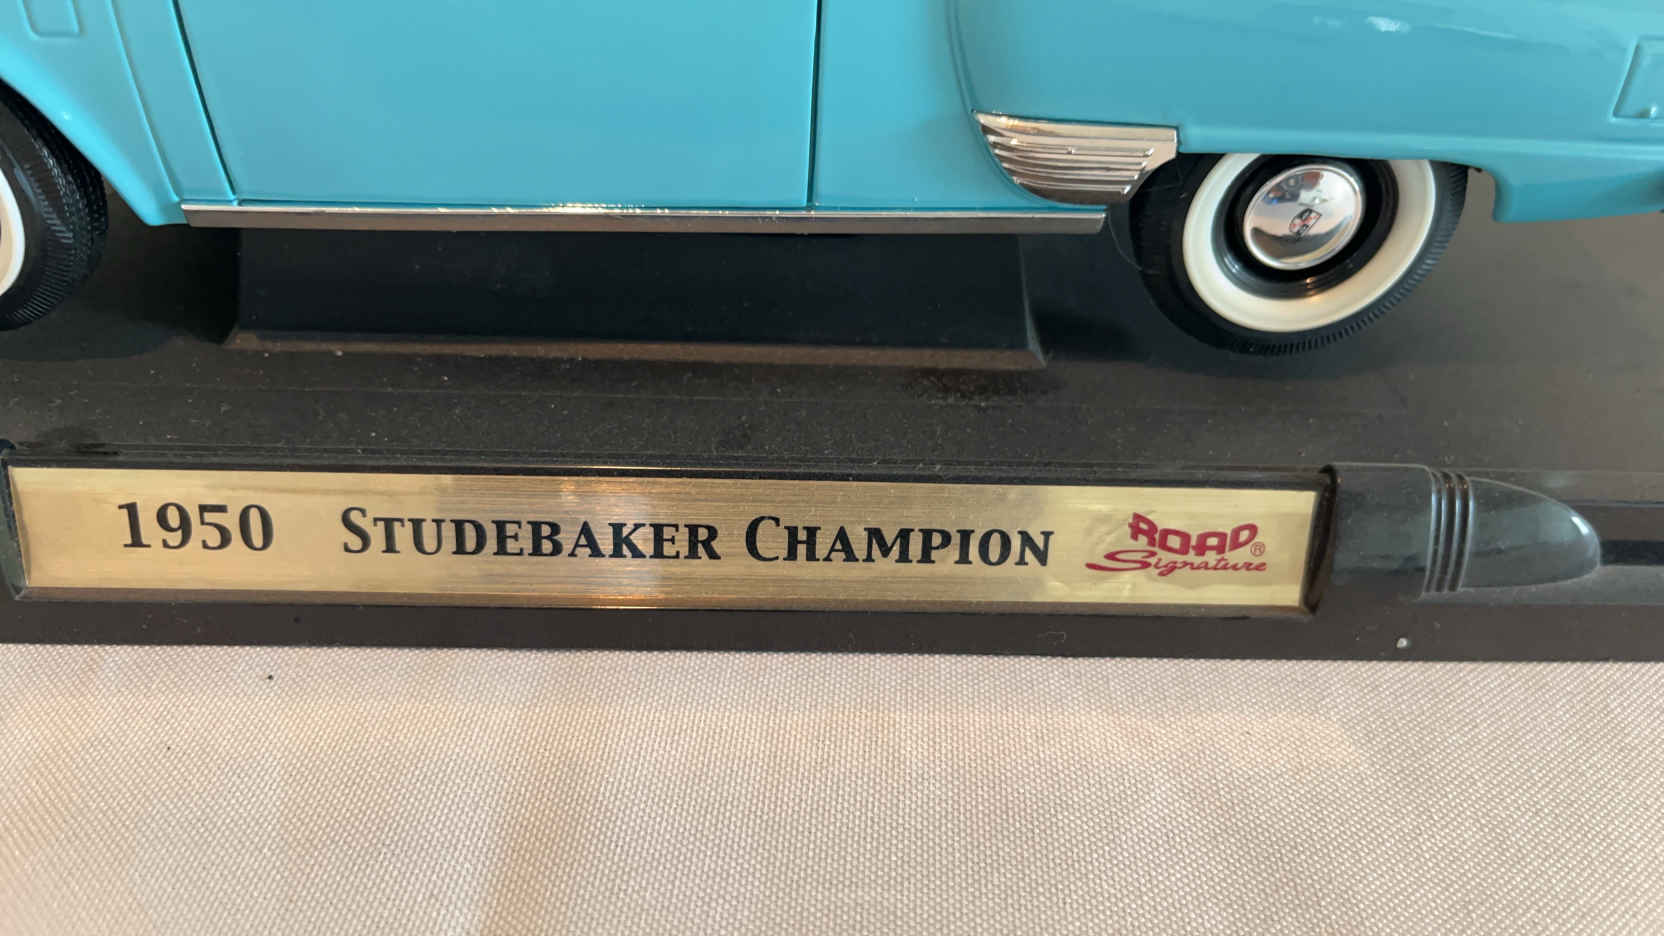 1950 STUDEBAKER CHAMPION
ROAD®
Signature